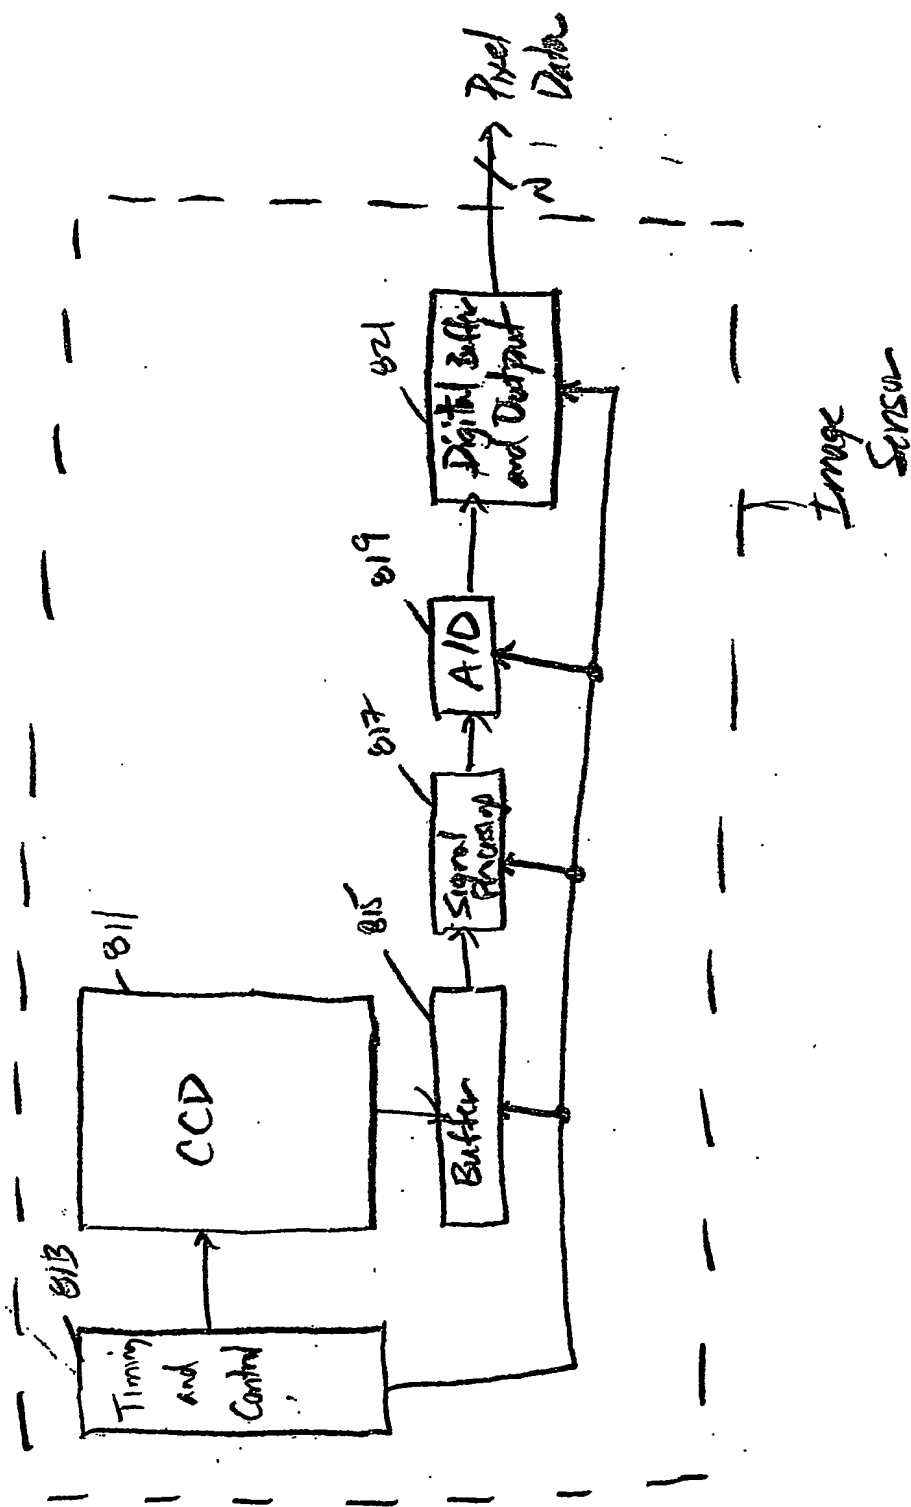 813
Timing
and
Control
811
CCD
815
Buffer
817
Signal
Processing
819
A/D
821
Digital Buffer
and Output
N
Pixel
Data
Image
Sensor